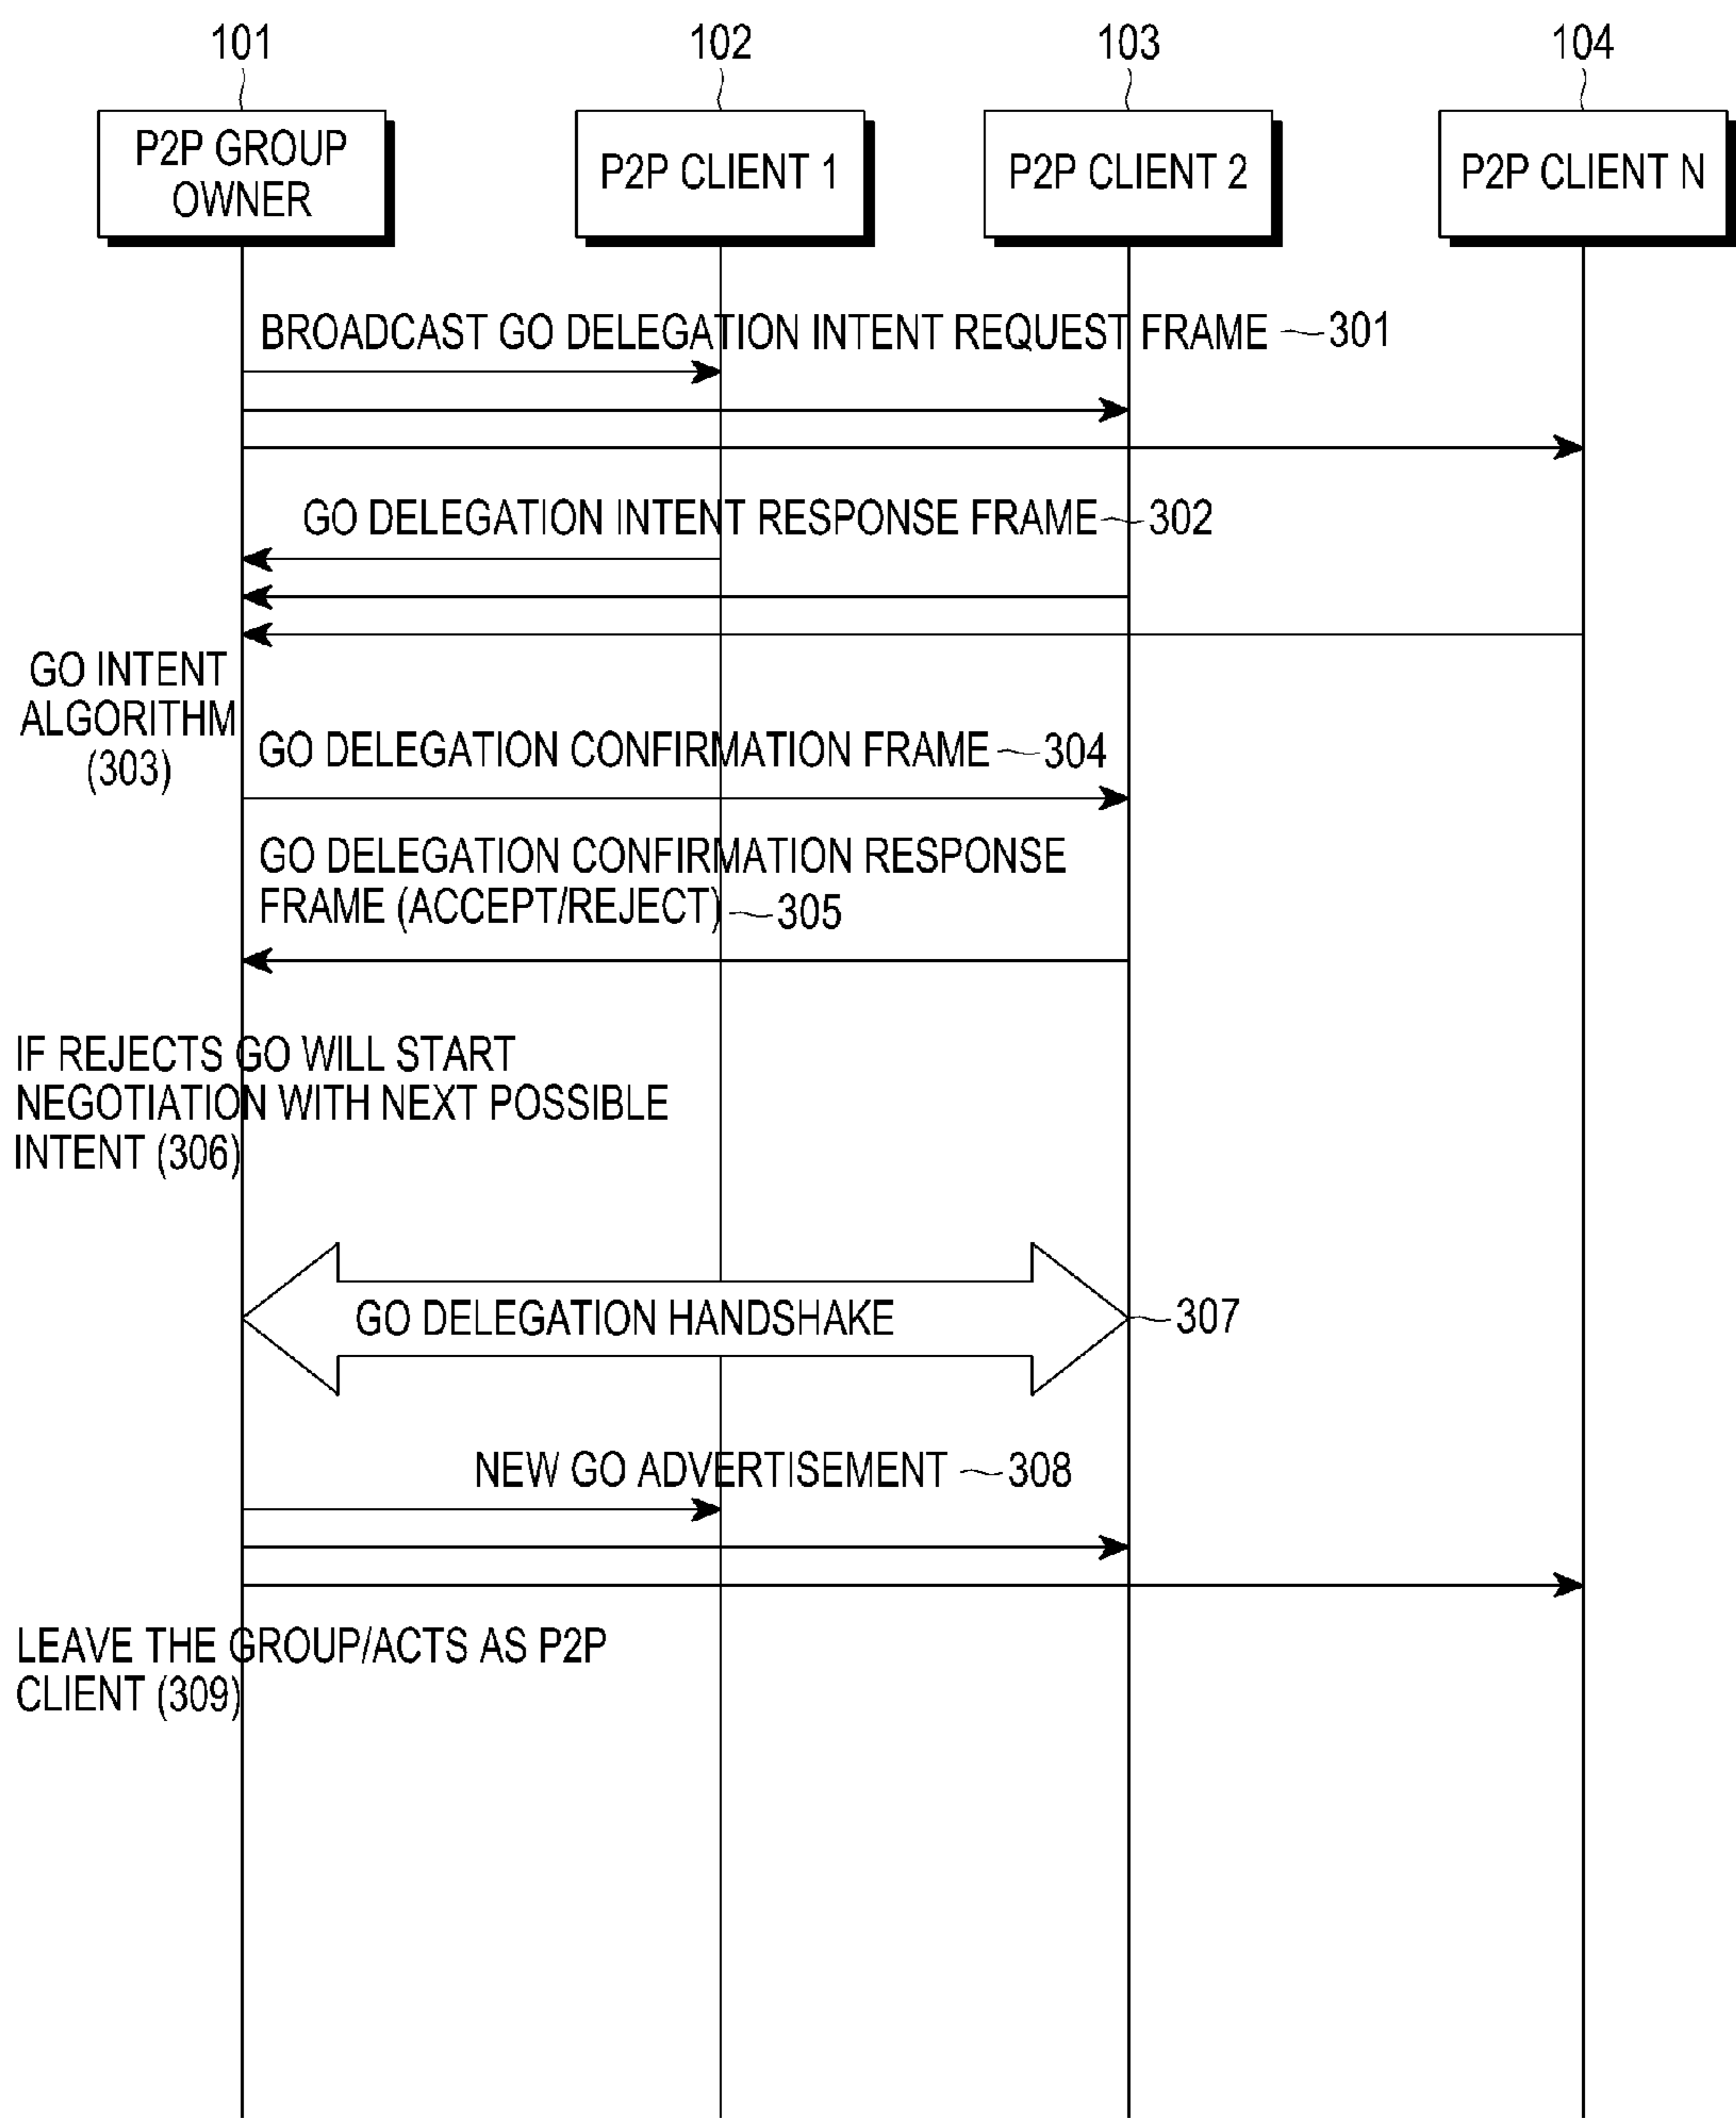 101
102
103
104
P2P GROUP
OWNER
P2P CLIENT 1
P2P CLIENT 2
P2P CLIENT N
BROADCAST GO DELEGATION INTENT REQUEST FRAME 301
GO DELEGATION INTENT RESPONSE FRAME 302
GO INTENT
ALGORITHM
(303)
GO DELEGATION CONFIRMATION FRAME 304
GO DELEGATION CONFIRMATION RESPONSE
FRAME (ACCEPT/REJECT) 305
IF REJECTS GO WILL START
NEGOTIATION WITH NEXT POSSIBLE
INTENT (306)
GO DELEGATION HANDSHAKE 307
NEW GO ADVERTISEMENT 308
LEAVE THE GROUP/ACTS AS P2P
CLIENT (309)